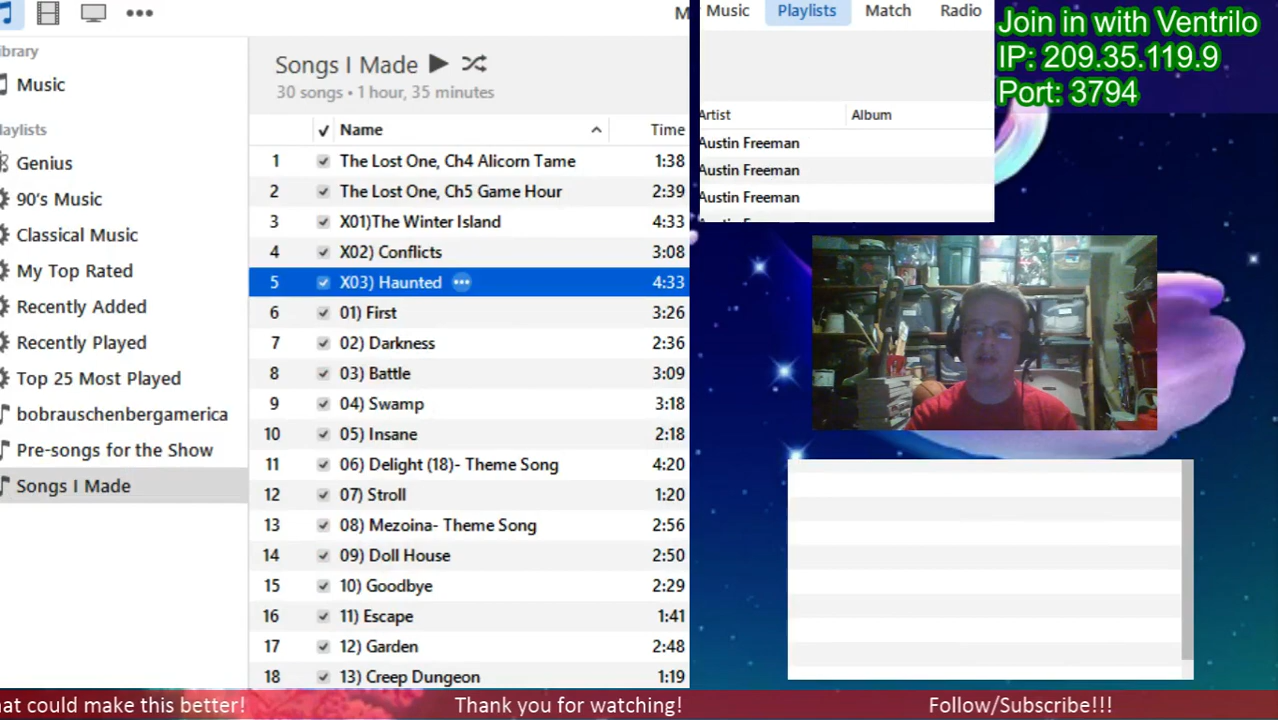 ibrary
Music
laylists
Genius
90's Music
Classical Music
My Top Rated
Recently Added
Recently Played
Top 25 Most Played
bobrauschenbergamerica
Pre-songs for the Show
Songs I Made
Songs I Made
30 songs • 1 hour, 35 minutes
Name Time
1 The Lost One, Ch4 Alicorn Tame 1:38
2 The Lost One, Ch5 Game Hour 2:39
3 X01)The Winter Island 4:33
4 X02) Conflicts 3:08
5 X03) Haunted 4:33
6 01) First 3:26
7 02) Darkness 2:36
8 03) Battle 3:09
9 04) Swamp 3:18
10 05) Insane 2:18
11 06) Delight (18)- Theme Song 4:20
12 07) Stroll 1:20
13 08) Mezoina- Theme Song 2:56
14 09) Doll House 2:50
15 10) Goodbye 2:29
16 11) Escape 1:41
17 12) Garden 2:48
18 13) Creep Dungeon 1:19
M
Music Playlists Match Radio
Artist Album
Austin Freeman
Austin Freeman
Austin Freeman
Join in with Ventrilo
IP: 209.35.119.9
Port: 3794
hat could make this better! Thank you for watching! Follow/Subscribe!!!